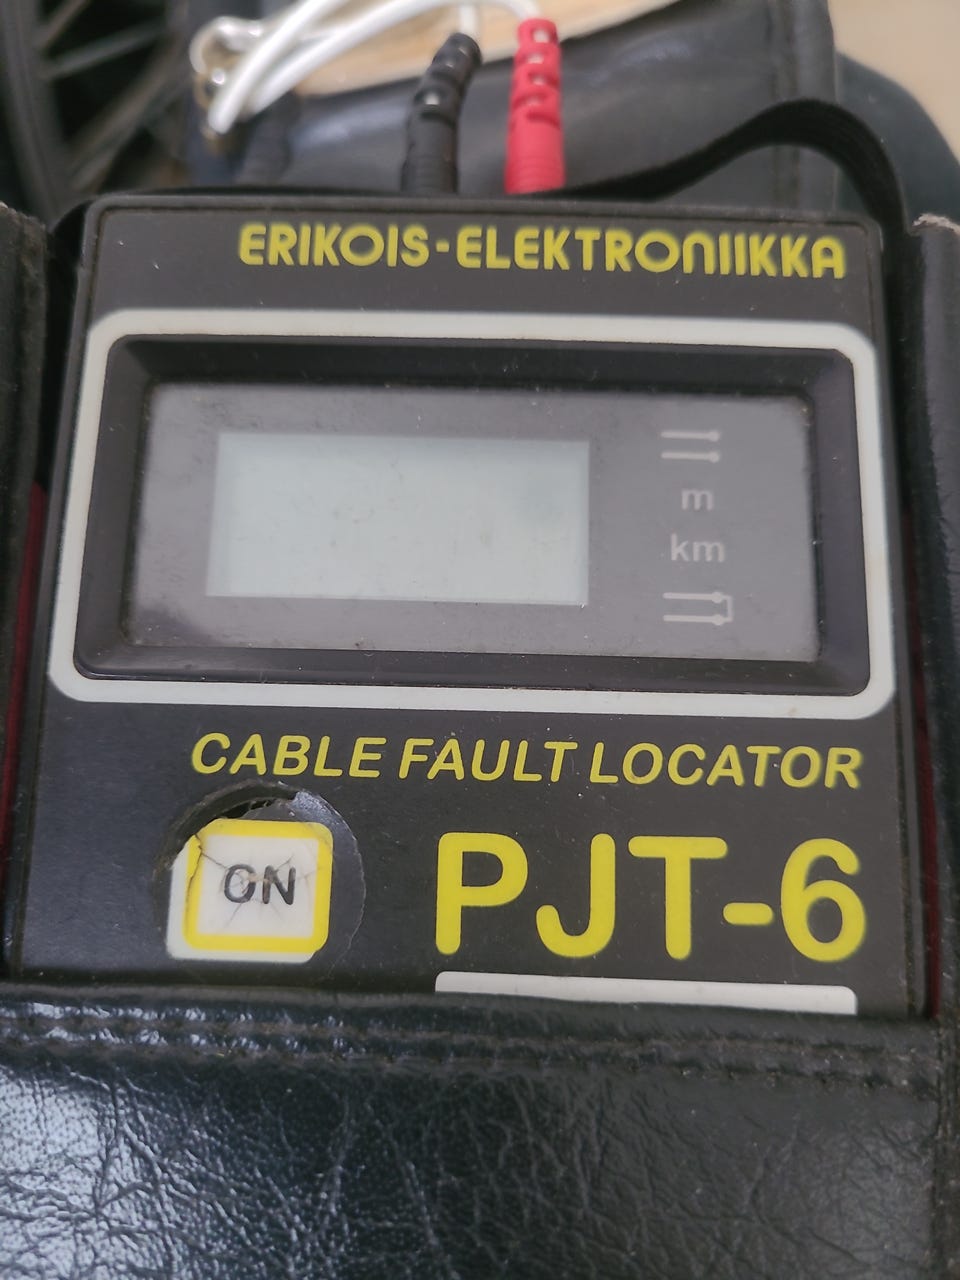 ERIKOIS-ELEKTRONIIKKA
m
km
CABLE FAULT LOCATOR
ON
PJT-6